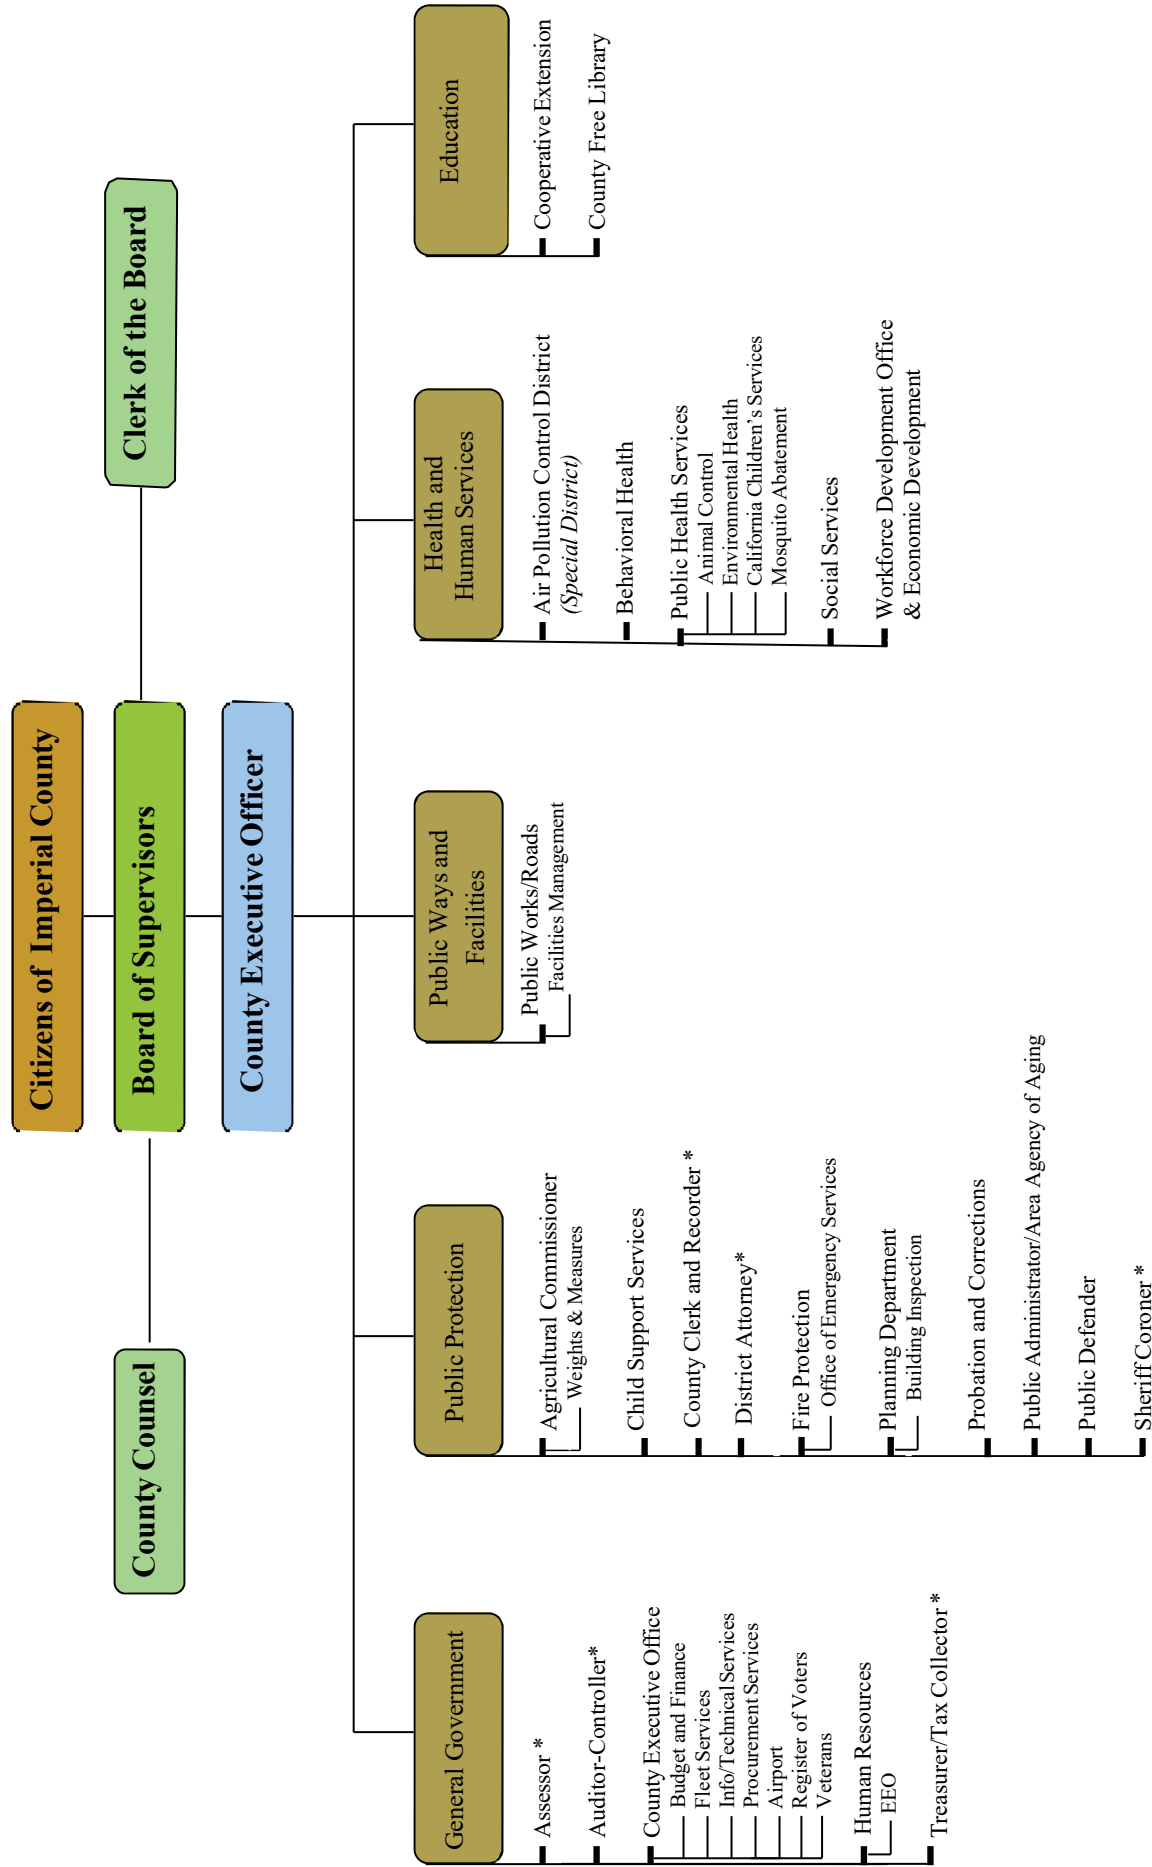 Citizens of Imperial County
County Counsel
Board of Supervisors
Clerk of the Board
County Executive Officer
General Government
Assessor *
Auditor-Controller*
County Executive Office
Budget and Finance
Fleet Services
Info/Technical Services
Procurement Services
Airport
Register of Voters
Veterans
Human Resources
EEO
Treasurer/Tax Collector *
Public Protection
Agricultural Commissioner
Weights & Measures
Child Support Services
County Clerk and Recorder *
District Attorney*
Fire Protection
Office of Emergency Services
Planning Department
Building Inspection
Probation and Corrections
Public Administrator/Area Agency of Aging
Public Defender
Sheriff Coroner *
Public Ways and
Facilities
Public Works/Roads
Facilities Management
Health and
Human Services
Air Pollution Control District
(Special District)
Behavioral Health
Public Health Services
Animal Control
Environmental Health
California Children's Services
Mosquito Abatement
Social Services
Workforce Development Office
& Economic Development
Education
Cooperative Extension
County Free Library